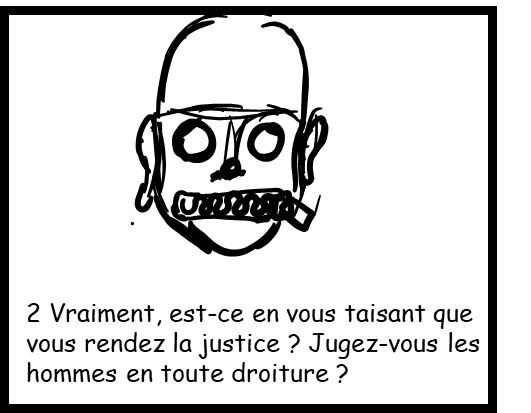 2 Vraiment, est-ce en vous taisant que
vous rendez la justice ? Jugez-vous les
hommes en toute droiture ?